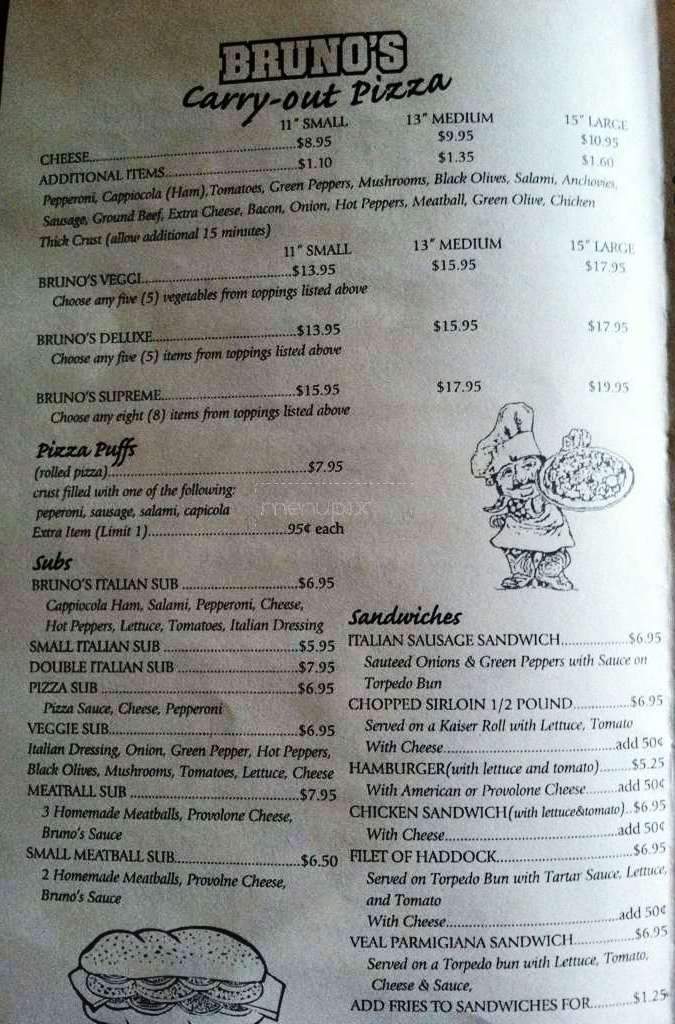 BRUNO'S
Carry-out Pizza
11" SMALL 13" MEDIUM 15" LARGE
CHEESE...$8.95 $9.95 $10.95
ADDITIONAL ITEMS...$1.10 $1.35 $1.60
Pepperoni, Cappiocola (Ham), Tomatoes, Green Peppers, Mushrooms, Black Olives, Salami, Anchovies,
Sausage, Ground Beef, Extra Cheese, Bacon, Onion, Hot Peppers, Meatball, Green Olive, Chicken
Thick Crust (allow additional 15 minutes)
11" SMALL 13" MEDIUM 15" LARGE
BRUNO'S VEGGI...$13.95 $15.95 $17.95
Choose any five (5) vegetables from toppings listed above
BRUNO'S DELUXE...$13.95 $15.95 $17.95
Choose any five (5) items from toppings listed above
BRUNO'S SUPREME...$15.95 $17.95 $19.95
Choose any eight (8) items from toppings listed above
Pizza Puffs
(rolled pizza)...$7.95
crust filled with one of the following:
peperoni, sausage, salami, capicola
Extra Item (Limit 1)...95¢ each
menupix
Subs
BRUNO'S ITALIAN SUB...$6.95
Cappiocola Ham, Salami, Pepperoni, Cheese,
Hot Peppers, Lettuce, Tomatoes, Italian Dressing
SMALL ITALIAN SUB...$5.95
DOUBLE ITALIAN SUB...$7.95
PIZZA SUB...$6.95
Pizza Sauce, Cheese, Pepperoni
VEGGIE SUB...$6.95
Italian Dressing, Onion, Green Pepper, Hot Peppers,
Black Olives, Mushrooms, Tomatoes, Lettuce, Cheese
MEATBALL SUB...$7.95
3 Homemade Meatballs, Provolone Cheese,
Bruno's Sauce
SMALL MEATBALL SUB...$6.50
2 Homemade Meatballs, Provolne Cheese,
Bruno's Sauce
Sandwiches
ITALIAN SAUSAGE SANDWICH...$6.95
Sauteed Onions & Green Peppers with Sauce on
Torpedo Bun
CHOPPED SIRLOIN 1/2 POUND...$6.95
Served on a Kaiser Roll with Lettuce, Tomato
With Cheese...add 50¢
HAMBURGER(with lettuce and tomato)...$5.25
With American or Provolone Cheese...add 50¢
CHICKEN SANDWICH(with lettuce&tomato)..$6.95
With Cheese...add 50¢
FILET OF HADDOCK...$6.95
Served on Torpedo Bun with Tartar Sauce, Lettuce,
and Tomato
With Cheese...add 50¢
VEAL PARMIGIANA SANDWICH...$6.95
Served on a Torpedo bun with Lettuce, Tomato,
Cheese & Sauce,
ADD FRIES TO SANDWICHES FOR...$1.25